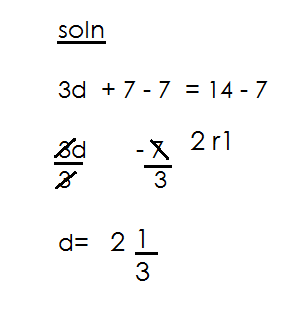 soln
3d + 7 - 7 = 14 - 7
3d - 7 2 r1
3 3
d= 2 1
3